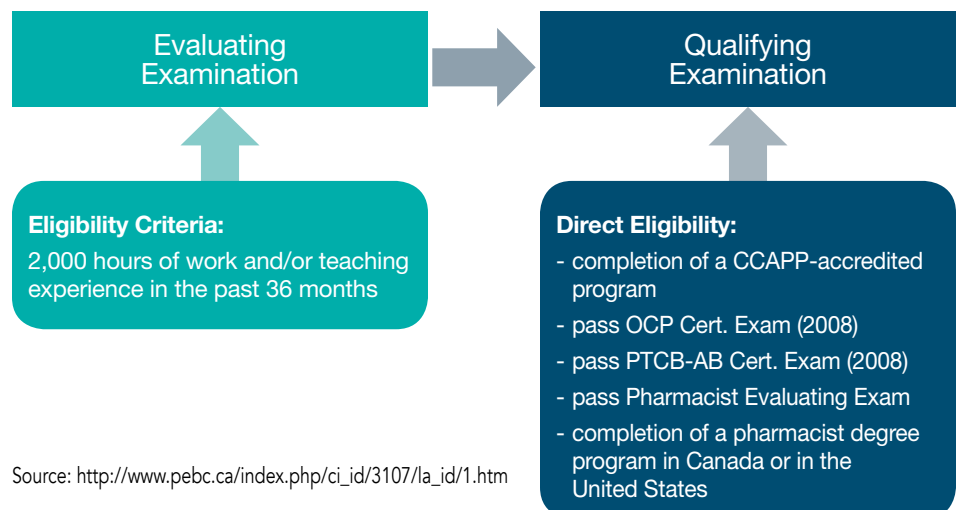 Evaluating
Examination
Qualifying
Examination
Eligibility Criteria:
2,000 hours of work and/or teaching
experience in the past 36 months
Direct Eligibility:
- completion of a CCAPP-accredited
program
- pass OCP Cert. Exam (2008)
- pass PTCB-AB Cert. Exam (2008)
- pass Pharmacist Evaluating Exam
- completion of a pharmacist degree
program in Canada or in the
United States
Source: http://www.pebc.ca/index.php/ci_id/3107/la_id/1.htm